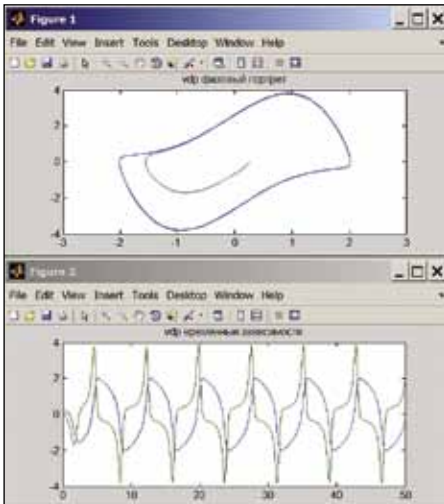 Figure 1
File Edit View Insert Tools Desktop Window Help
vdp фазовый портрет
4
2
0
-2
-4
-3 -2 -1 0 1 2 3
Figure 2
File Edit View Insert Tools Desktop Window Help
vdp временные зависимости
4
2
0
-2
-4
0 10 20 30 40 50